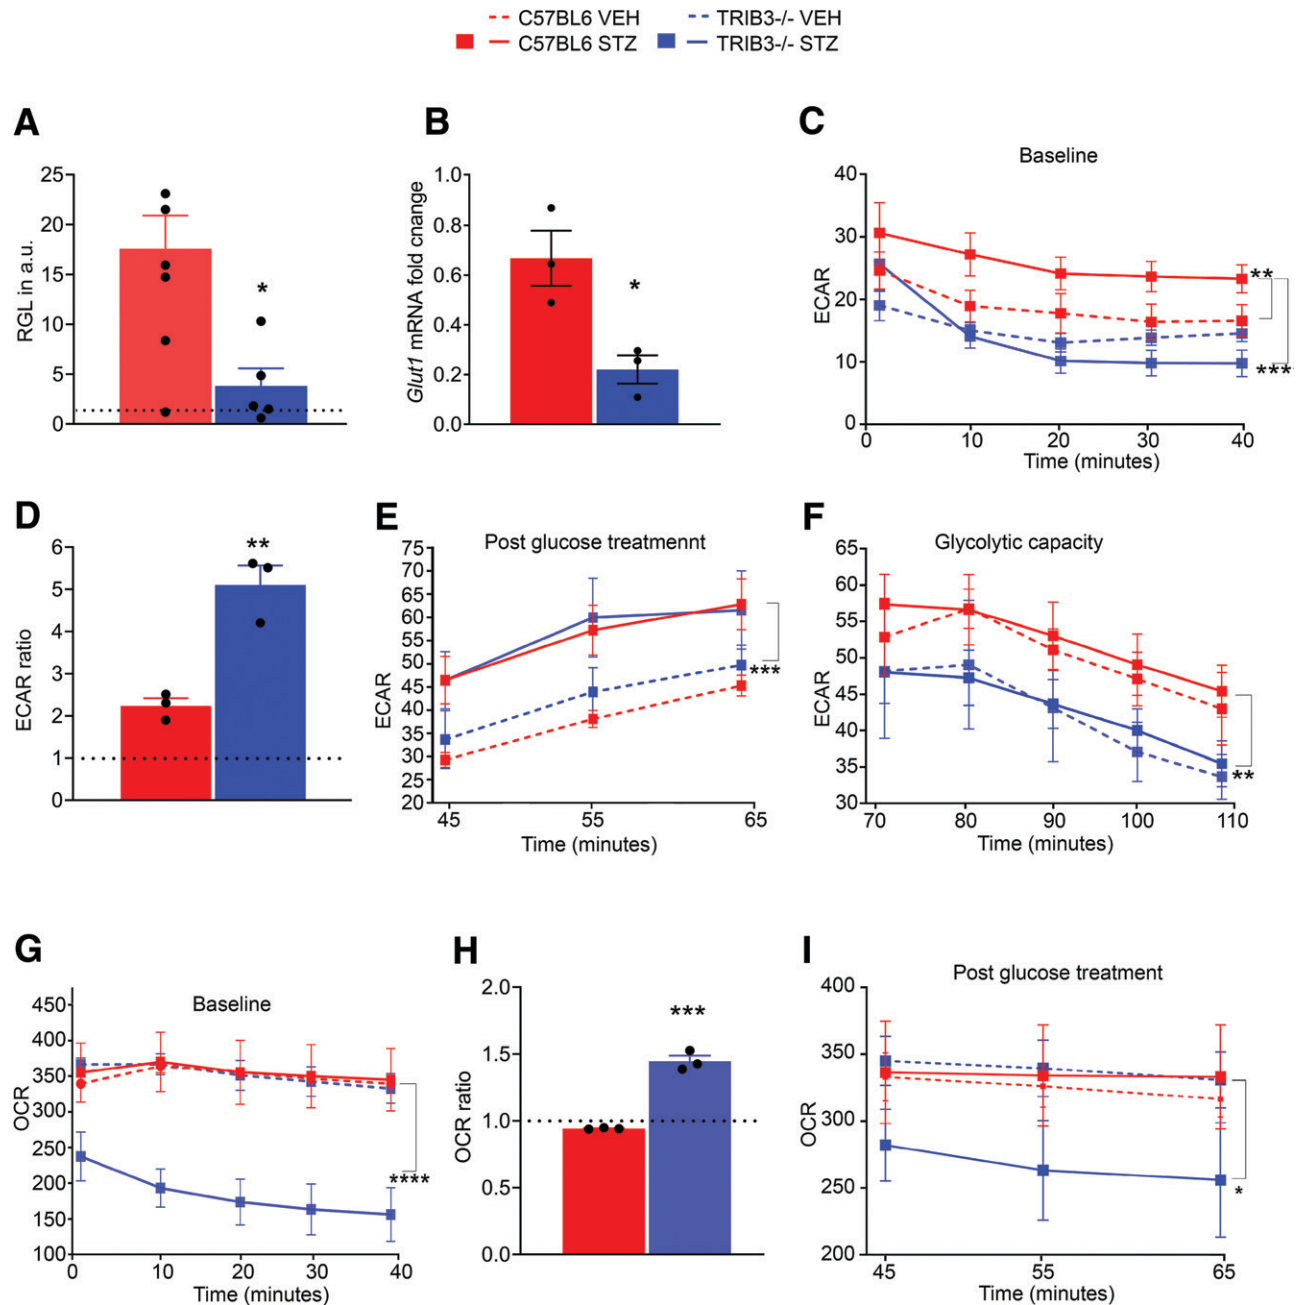 C57BL6 VEH
TRIB3-/- VEH
C57BL6 STZ
TRIB3-/- STZ
A
RGL in a.u.
25
20
15
10
5
0
*
B
Glut1 mRNA fold cnange
1.0
0.8
0.6
0.4
0.2
0.0
*
C
Baseline
ECAR
40
30
20
10
0
**
***
0 10 20 30 40
Time (minutes)
D
ECAR ratio
6
5
4
3
2
1
0
**
E
Post glucose treatmennt
ECAR
75
70
65
60
55
50
45
40
35
30
25
20
***
45 55 65
Time (minutes)
F
Glycolytic capacity
ECAR
65
60
55
50
45
40
35
30
**
70 80 90 100 110
Time (minutes)
G
Baseline
OCR
450
400
350
300
250
200
150
100
****
0 10 20 30 40
Time (minutes)
H
OCR ratio
2.0
1.5
1.0
0.5
0.0
***
I
Post glucose treatment
OCR
400
350
300
250
200
*
45 55 65
Time (minutes)